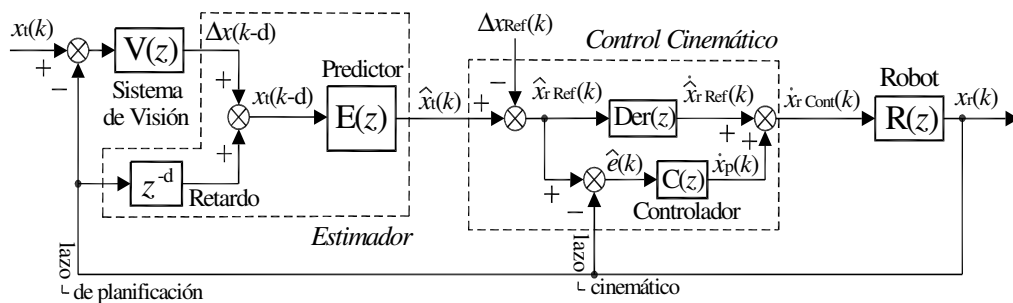 xt(k)
+
−
V(z)
Sistema
de Visión
Δx(k-d)
+
+
z⁻ᵈ
Retardo
xt(k-d)
Predictor
E(z)
Estimador
x̂t(k)
ΔxRef(k)
−
+
Control Cinemático
x̂r Ref(k)
Der(z)
ẋ̂r Ref(k)
+
+
+
−
ê(k)
C(z)
Controlador
ẋp(k)
ẋr Cont(k)
Robot
R(z)
xr(k)
lazo
de planificación
lazo
cinemático